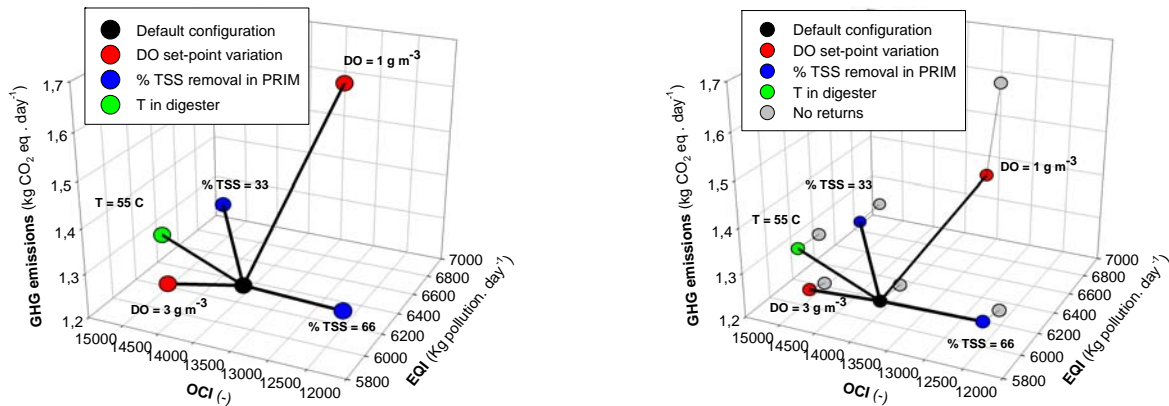 Default configuration
DO set-point variation
% TSS removal in PRIM
T in digester
DO = 1 g m⁻³
% TSS = 33
T = 55 C
DO = 3 g m⁻³
% TSS = 66
1,7
1,6
1,5
1,4
1,3
1,2
GHG emissions (kg CO₂ eq . day⁻¹)
15000
14500
14000
13500
13000
12500
12000
OCI (-)
5800
6000
6200
6400
6600
6800
7000
EQI (Kg pollution. day⁻¹)
Default configuration
DO set-point variation
% TSS removal in PRIM
T in digester
No returns
DO = 1 g m⁻³
% TSS = 33
T = 55 C
DO = 3 g m⁻³
% TSS = 66
1,7
1,6
1,5
1,4
1,3
1,2
GHG emissions (kg CO₂ eq . day⁻¹)
15000
14500
14000
13500
13000
12500
12000
OCI (-)
5800
6000
6200
6400
6600
6800
7000
EQI (Kg pollution. day⁻¹)